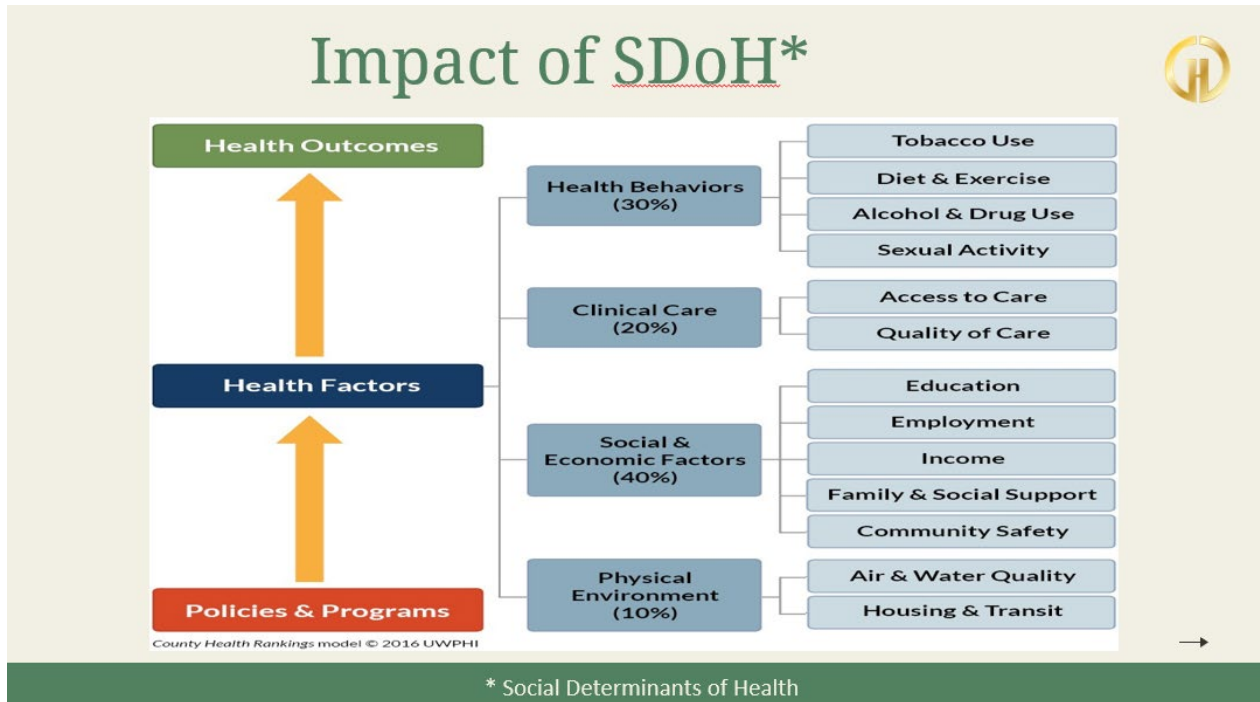 Impact of SDoH*
Health Outcomes
Health Factors
Policies & Programs
County Health Rankings model © 2016 UWPHI
Health Behaviors
(30%)
Tobacco Use
Diet & Exercise
Alcohol & Drug Use
Sexual Activity
Clinical Care
(20%)
Access to Care
Quality of Care
Social &
Economic Factors
(40%)
Education
Employment
Income
Family & Social Support
Community Safety
Physical
Environment
(10%)
Air & Water Quality
Housing & Transit
* Social Determinants of Health